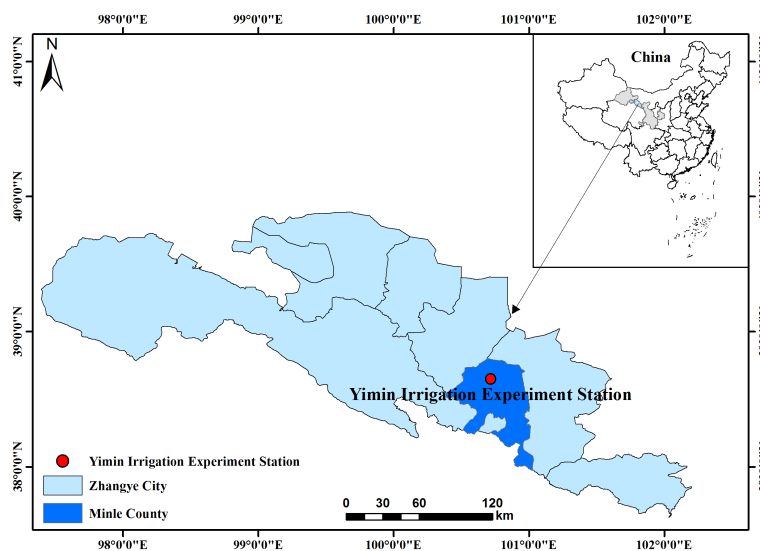 98°0'0"E 99°0'0"E 100°0'0"E 101°0'0"E 102°0'0"E
N
China
41°0'0"N
40°0'0"N
39°0'0"N
38°0'0"N
Yimin Irrigation Experiment Station
Yimin Irrigation Experiment Station
Zhangye City
Minle County
0 30 60 120
km
98°0'0"E 99°0'0"E 100°0'0"E 101°0'0"E 102°0'0"E